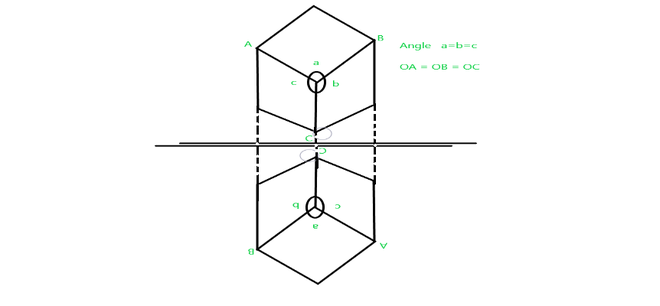 A
B
Angle a=b=c
a
OA = OB = OC
c b
C
C
b c
a
B
A